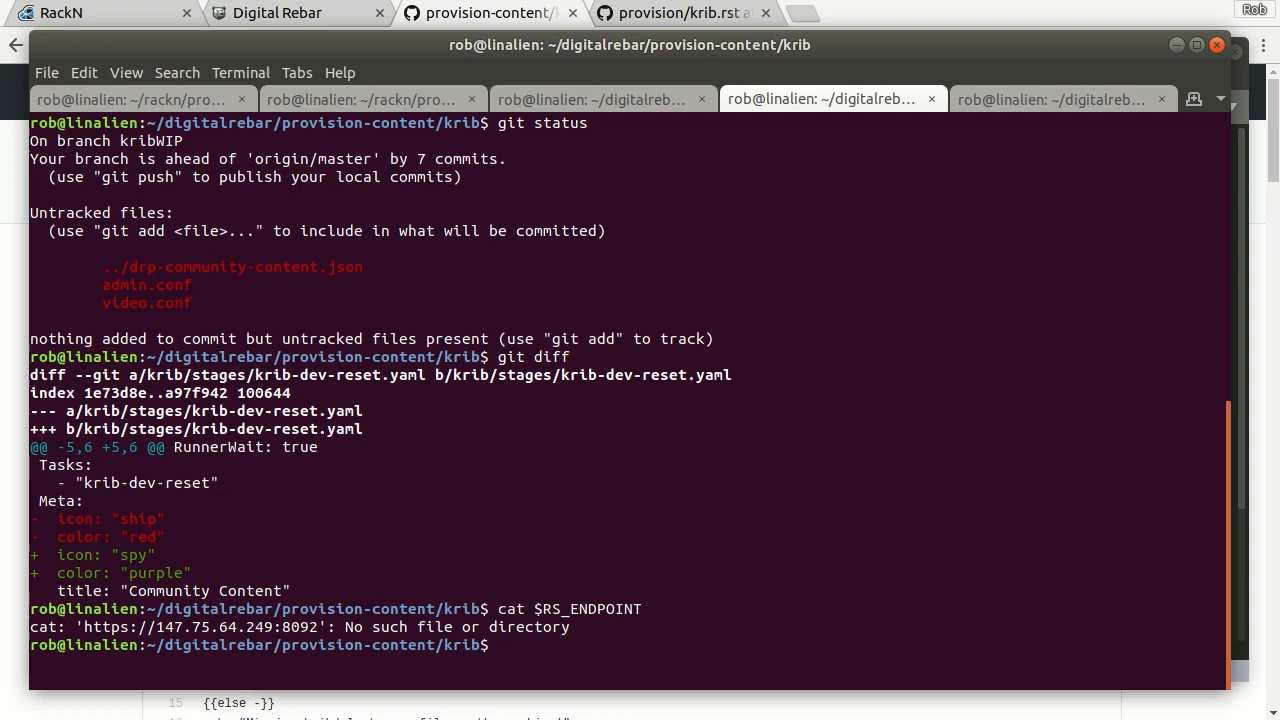 RackN
Digital Rebar
provision-content/
provision/krib.rst a
Rob
rob@linalien: ~/digitalrebar/provision-content/krib
File Edit View Search Terminal Tabs Help
rob@linalien: ~/rackn/pro...
rob@linalien: ~/rackn/pro...
rob@linalien: ~/digitalreb...
rob@linalien: ~/digitalreb...
rob@linalien: ~/digitalreb...
rob@linalien:~/digitalrebar/provision-content/krib$ git status
On branch kribWIP
Your branch is ahead of 'origin/master' by 7 commits.
(use "git push" to publish your local commits)
Untracked files:
(use "git add <file>..." to include in what will be committed)
../drp-community-content.json
admin.conf
video.conf
nothing added to commit but untracked files present (use "git add" to track)
rob@linalien:~/digitalrebar/provision-content/krib$ git diff
diff --git a/krib/stages/krib-dev-reset.yaml b/krib/stages/krib-dev-reset.yaml
index 1e73d8e..a97f942 100644
--- a/krib/stages/krib-dev-reset.yaml
+++ b/krib/stages/krib-dev-reset.yaml
@@ -5,6 +5,6 @@ RunnerWait: true
Tasks:
- "krib-dev-reset"
Meta:
-  icon: "ship"
-  color: "red"
+  icon: "spy"
+  color: "purple"
title: "Community Content"
rob@linalien:~/digitalrebar/provision-content/krib$ cat $RS_ENDPOINT
cat: 'https://147.75.64.249:8092': No such file or directory
rob@linalien:~/digitalrebar/provision-content/krib$
15 {{else -}}